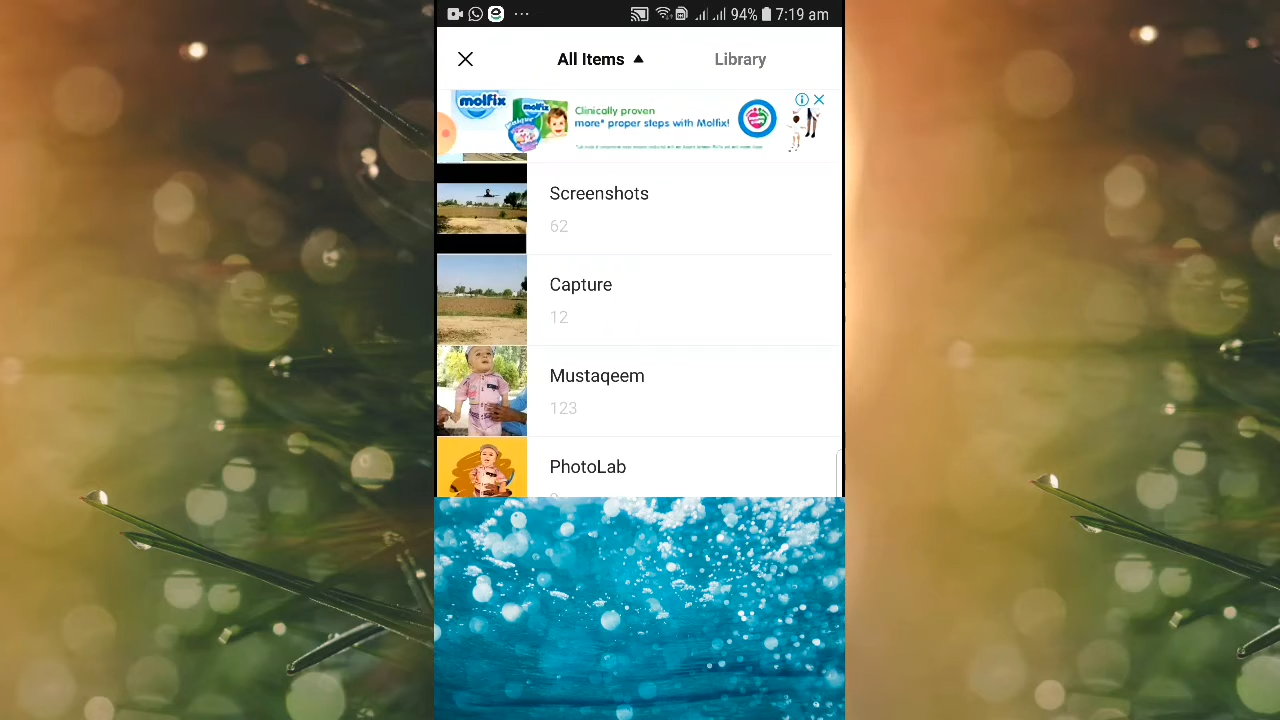 94% 7:19 am
All Items Library
molfix
molfix
Clinically proven
more* proper steps with Molfix!
Screenshots
62
Capture
12
Mustaqeem
123
PhotoLab